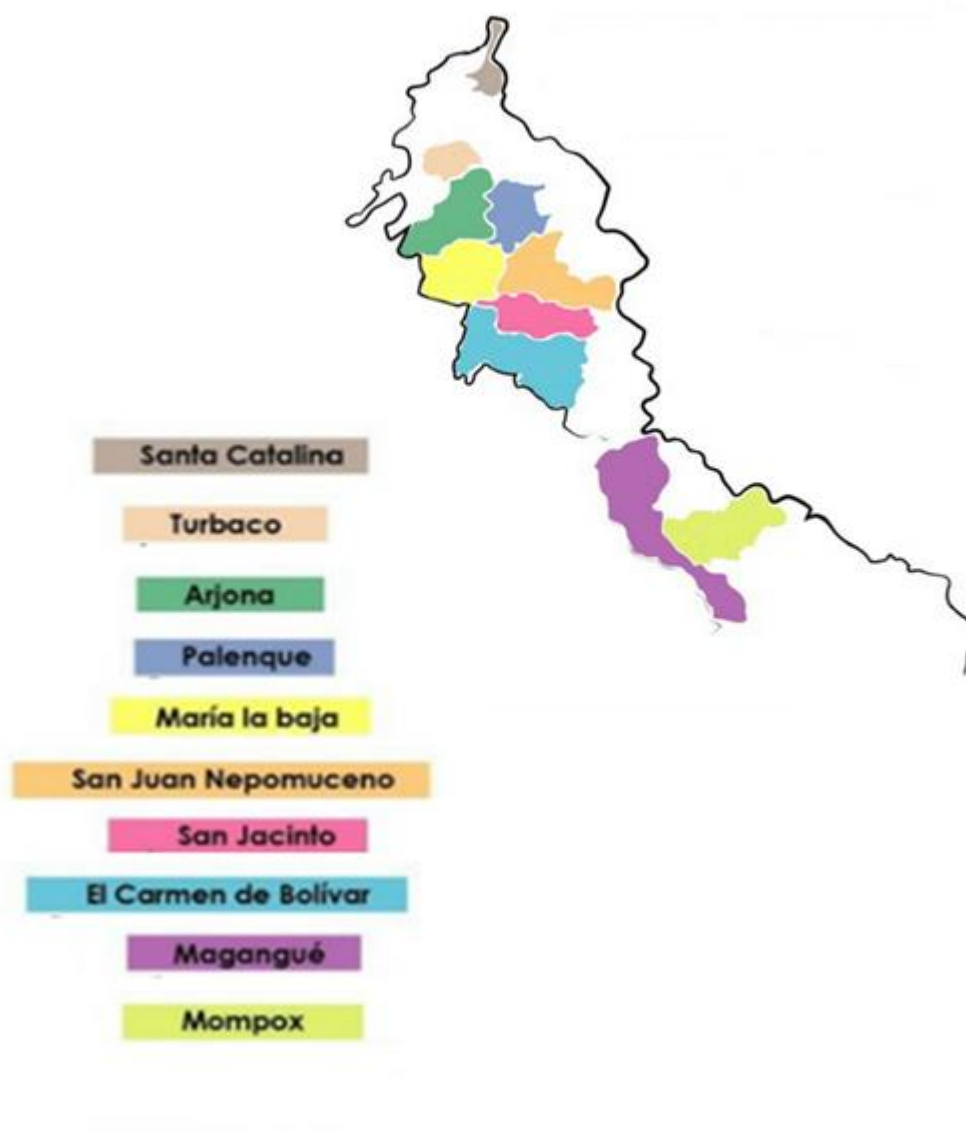 Santa Catalina
Turbaco
Arjona
Palenque
María la baja
San Juan Nepomuceno
San Jacinto
El Carmen de Bolívar
Magangué
Mompox